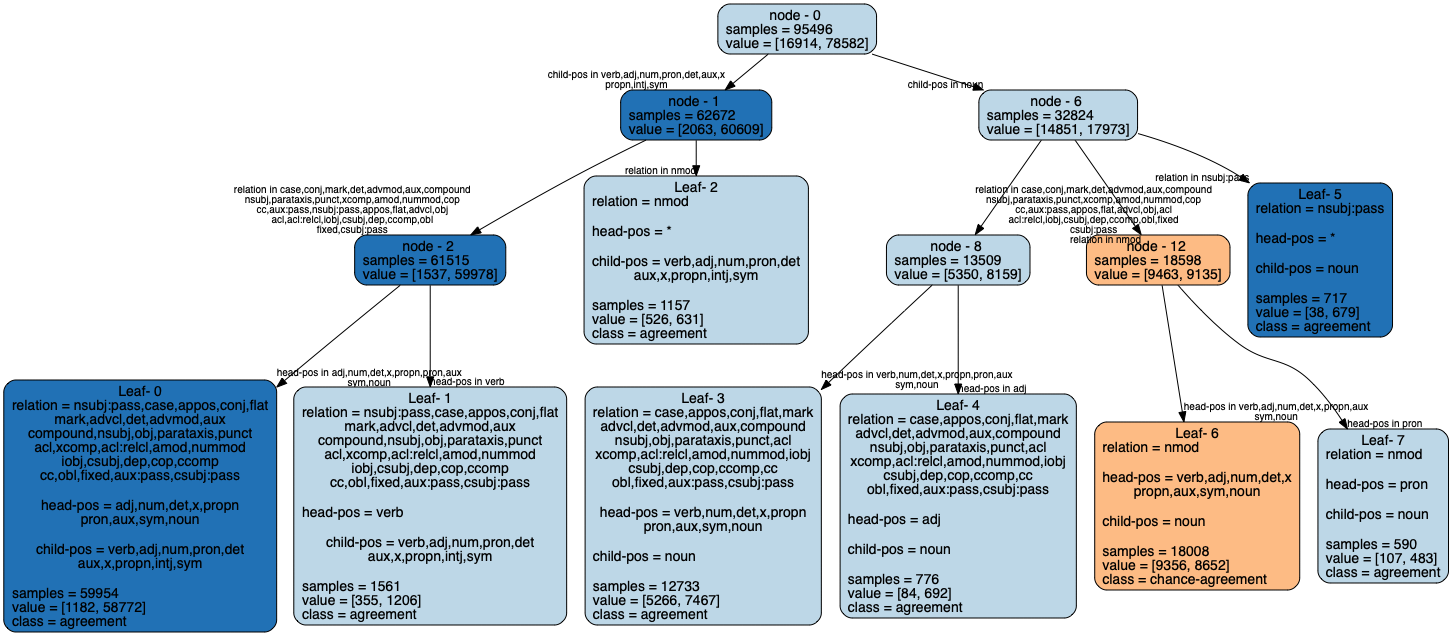 node - 0
samples = 95496
value = [16914, 78582]
child-pos in verb,adj,num,pron,det,aux,x
propn,intj,sym
child-pos in noun
node - 1
samples = 62672
value = [2063, 60609]
node - 6
samples = 32824
value = [14851, 17973]
relation in case,conj,mark,det,advmod,aux,compound
nsubj,parataxis,punct,xcomp,amod,nummod,cop
cc,aux:pass,nsubj:pass,appos,flat,advcl,obj
acl,acl:relcl,iobj,csubj,dep,ccomp,obl
fixed,csubj:pass
relation in nmod
relation in case,conj,mark,det,advmod,aux,compound
nsubj,parataxis,punct,xcomp,amod,nummod,cop
cc,aux:pass,appos,flat,advcl,obj,acl
acl:relcl,iobj,csubj,dep,ccomp,obl,fixed
csubj:pass
relation in nmod
relation in nsubj:pass
node - 2
samples = 61515
value = [1537, 59978]
Leaf- 2
relation = nmod
head-pos = *
child-pos = verb,adj,num,pron,det
aux,x,propn,intj,sym
samples = 1157
value = [526, 631]
class = agreement
node - 8
samples = 13509
value = [5350, 8159]
node - 12
samples = 18598
value = [9463, 9135]
Leaf- 5
relation = nsubj:pass
head-pos = *
child-pos = noun
samples = 717
value = [38, 679]
class = agreement
head-pos in adj,num,det,x,propn,pron,aux
sym,noun
head-pos in verb
head-pos in verb,num,det,x,propn,pron,aux
sym,noun
head-pos in adj
head-pos in verb,adj,num,det,x,propn,aux
sym,noun
head-pos in pron
Leaf- 0
relation = nsubj:pass,case,appos,conj,flat
mark,advcl,det,advmod,aux
compound,nsubj,obj,parataxis,punct
acl,xcomp,acl:relcl,amod,nummod
iobj,csubj,dep,cop,ccomp
cc,obl,fixed,aux:pass,csubj:pass
head-pos = adj,num,det,x,propn
pron,aux,sym,noun
child-pos = verb,adj,num,pron,det
aux,x,propn,intj,sym
samples = 59954
value = [1182, 58772]
class = agreement
Leaf- 1
relation = nsubj:pass,case,appos,conj,flat
mark,advcl,det,advmod,aux
compound,nsubj,obj,parataxis,punct
acl,xcomp,acl:relcl,amod,nummod
iobj,csubj,dep,cop,ccomp
cc,obl,fixed,aux:pass,csubj:pass
head-pos = verb
child-pos = verb,adj,num,pron,det
aux,x,propn,intj,sym
samples = 1561
value = [355, 1206]
class = agreement
Leaf- 3
relation = case,appos,conj,flat,mark
advcl,det,advmod,aux,compound
nsubj,obj,parataxis,punct,acl
xcomp,acl:relcl,amod,nummod,iobj
csubj,dep,cop,ccomp,cc
obl,fixed,aux:pass,csubj:pass
head-pos = verb,num,det,x,propn
pron,aux,sym,noun
child-pos = noun
samples = 12733
value = [5266, 7467]
class = agreement
Leaf- 4
relation = case,appos,conj,flat,mark
advcl,det,advmod,aux,compound
nsubj,obj,parataxis,punct,acl
xcomp,acl:relcl,amod,nummod,iobj
csubj,dep,cop,ccomp,cc
obl,fixed,aux:pass,csubj:pass
head-pos = adj
child-pos = noun
samples = 776
value = [84, 692]
class = agreement
Leaf- 6
relation = nmod
head-pos = verb,adj,num,det,x
propn,aux,sym,noun
child-pos = noun
samples = 18008
value = [9356, 8652]
class = chance-agreement
Leaf- 7
relation = nmod
head-pos = pron
child-pos = noun
samples = 590
value = [107, 483]
class = agreement